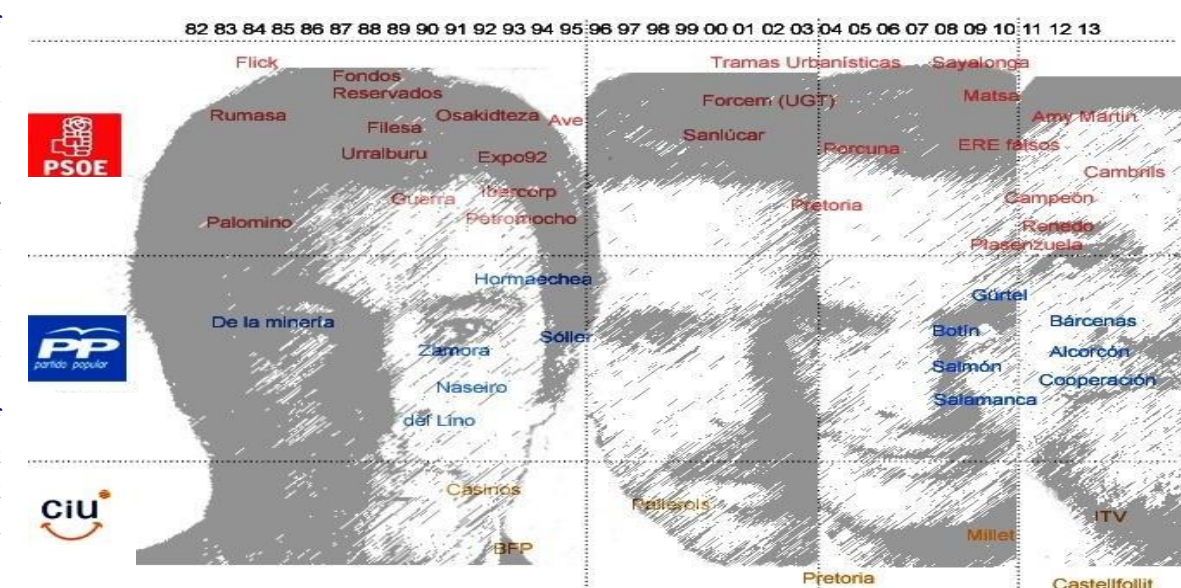 82 83 84 85 86 87 88 89 90 91 92 93 94 95 96 97 98 99 00 01 02 03 04 05 06 07 08 09 10 11 12 13
Flick
Tramas Urbanísticas
Sayalonga
Fondos
Reservados
Forcem (UGT)
Matsa
Rumasa
Osakidteza
Ave
Amy Martin
Filesa
Sanlúcar
Urralburu
Expo92
Porcuna
ERE falsos
PSOE
Cambrils
Guerra
Ibercorp
Pretoria
Campeón
Palomino
Petromocho
Renedo
Plasenzuela
Hormaechea
Gürtel
De la minería
Sóller
Botín
Bárcenas
PP
partido popular
Zamora
Salmón
Alcorcón
Naseiro
Cooperación
Salamanca
del Lino
Casinos
Pallerols
CiU
ITV
BFP
Millet
Pretoria
Castellfollit